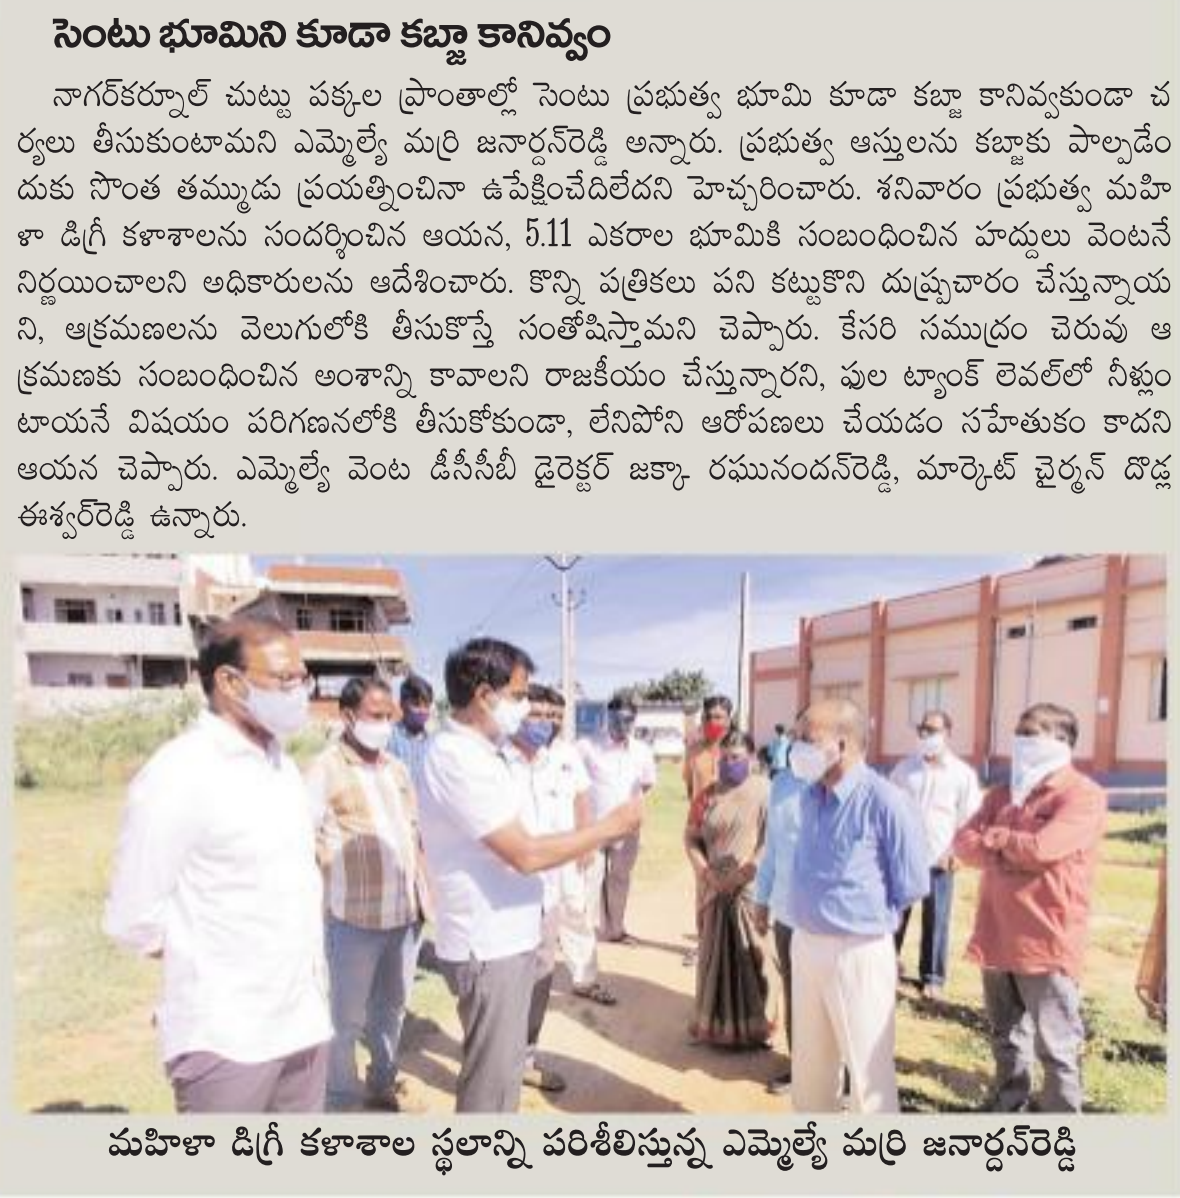 సెంటు భూమిని కూడా కబ్జా కానివ్వం
నాగర్‌కర్నూల్ చుట్టు పక్కల ప్రాంతాల్లో సెంటు ప్రభుత్వ భూమి కూడా కబ్జా కానివ్వకుండా చ
ర్యలు తీసుకుంటామని ఎమ్మెల్యే మర్రి జనార్దన్‌రెడ్డి అన్నారు. ప్రభుత్వ ఆస్తులను కబ్జాకు పాల్పడేం
దుకు సొంత తమ్ముడు ప్రయత్నించినా ఉపేక్షించేదిలేదని హెచ్చరించారు. శనివారం ప్రభుత్వ మహి
ళా డిగ్రీ కళాశాలను సందర్శించిన ఆయన, 5.11 ఎకరాల భూమికి సంబంధించిన హద్దులు వెంటనే
నిర్ణయించాలని అధికారులను ఆదేశించారు. కొన్ని పత్రికలు పని కట్టుకొని దుష్ప్రచారం చేస్తున్నాయ
ని, ఆక్రమణలను వెలుగులోకి తీసుకొస్తే సంతోషిస్తామని చెప్పారు. కేసరి సముద్రం చెరువు ఆ
క్రమణకు సంబంధించిన అంశాన్ని కావాలని రాజకీయం చేస్తున్నారని, ఫుల ట్యాంక్ లెవల్‌లో నీళ్లుం
టాయనే విషయం పరిగణనలోకి తీసుకోకుండా, లేనిపోని ఆరోపణలు చేయడం సహేతుకం కాదని
ఆయన చెప్పారు. ఎమ్మెల్యే వెంట డీసీసీబీ డైరెక్టర్ జక్కా రఘునందన్‌రెడ్డి, మార్కెట్ చైర్మన్ దొడ్ల
ఈశ్వర్‌రెడ్డి ఉన్నారు.
మహిళా డిగ్రీ కళాశాల స్థలాన్ని పరిశీలిస్తున్న ఎమ్మెల్యే మర్రి జనార్దన్‌రెడ్డి